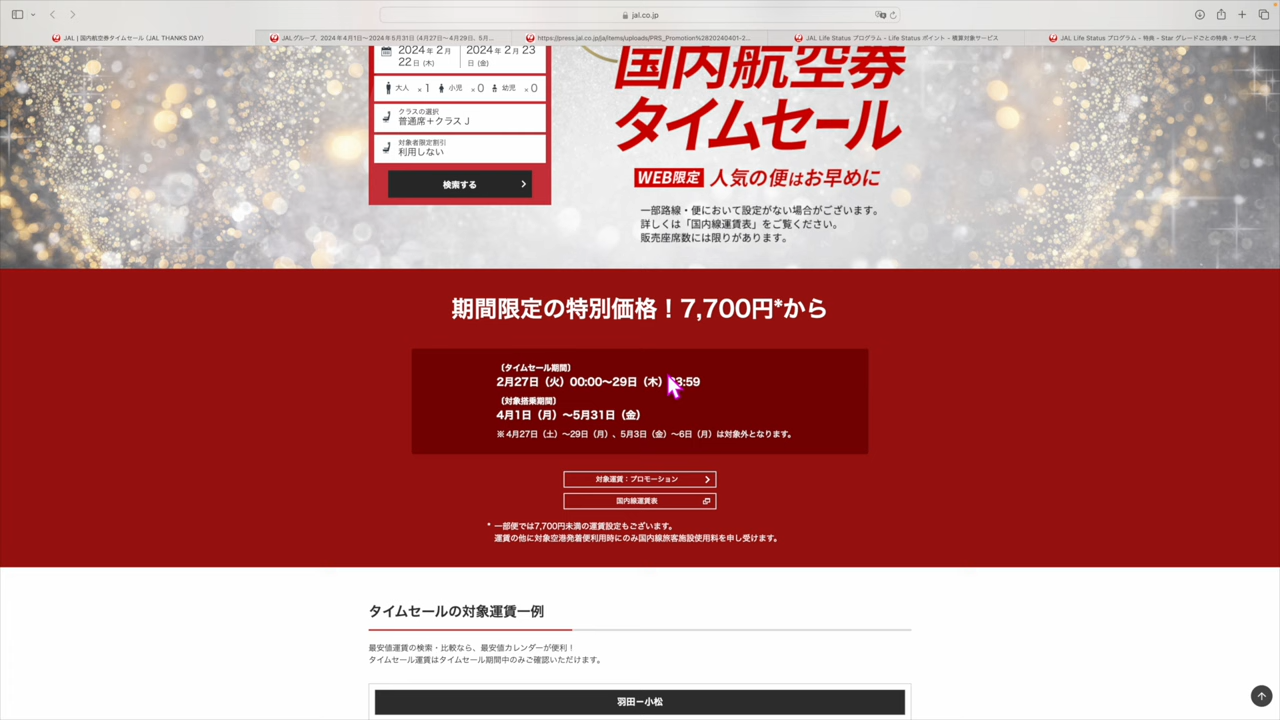 jal.co.jp
JAL | 国内航空券タイムセール (JAL THANKS DAY)
JALグループ、2024年4月1日〜2024年5月31日 (4月27日〜4月29日、5月...
https://press.jal.co.jp/ja/items/uploads/PRS_Promotion%2820240401-2...
JAL Life Status プログラム - Life Status ポイント - 積算対象サービス
JAL Life Status プログラム - 特典 - Star グレードごとの特典・サービス
2024年2月
22日 (木)
2024年2月23
日 (金)
大人 ×1 小児 ×0 幼児 ×0
クラスの選択
普通席+クラス J
対象者限定割引
利用しない
検索する
国内航空券
タイムセール
WEB限定 人気の便はお早めに
一部路線・便において設定がない場合がございます。
詳しくは「国内線運賃表」をご覧ください。
販売座席数には限りがあります。
期間限定の特別価格！7,700円*から
〔タイムセール期間〕
2月27日（火）00:00〜29日（木）3:59
〔対象搭乗期間〕
4月1日（月）〜5月31日（金）
※ 4月27日（土）〜29日（月）、5月3日（金）〜6日（月）は対象外となります。
対象運賃：プロモーション
国内線運賃表
* 一部便では7,700円未満の運賃設定もございます。
運賃の他に対象空港発着便利用時にのみ国内線旅客施設使用料を申し受けます。
タイムセールの対象運賃一例
最安値運賃の検索・比較なら、最安値カレンダーが便利！
タイムセール運賃はタイムセール期間中のみご確認いただけます。
羽田ー小松